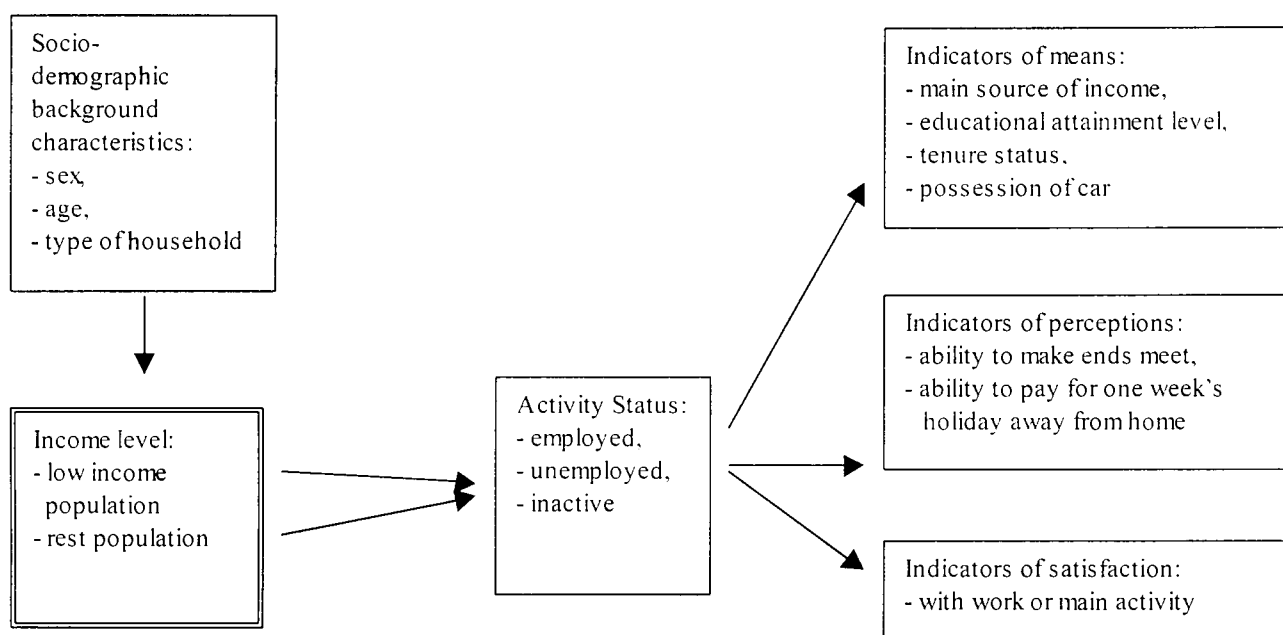 Socio-
demographic
background
characteristics:
- sex,
- age,
- type of household
Income level:
- low income
population
- rest population
Activity Status:
- employed,
- unemployed,
- inactive
Indicators of means:
- main source of income,
- educational attainment level,
- tenure status,
- possession of car
Indicators of perceptions:
- ability to make ends meet,
- ability to pay for one week's
holiday away from home
Indicators of satisfaction:
- with work or main activity